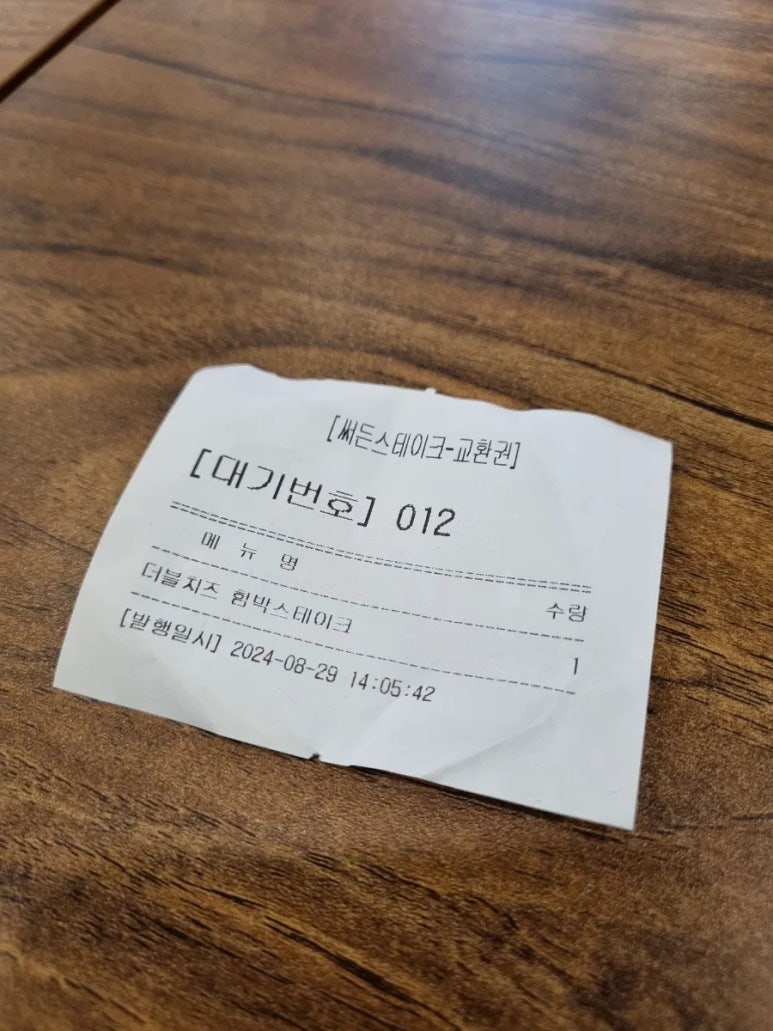 [써든스테이크-교환권]
[대기번호] 012
메 뉴 명 수량
더블치즈 함박스테이크 1
[발행일시] 2024-08-29 14:05:42